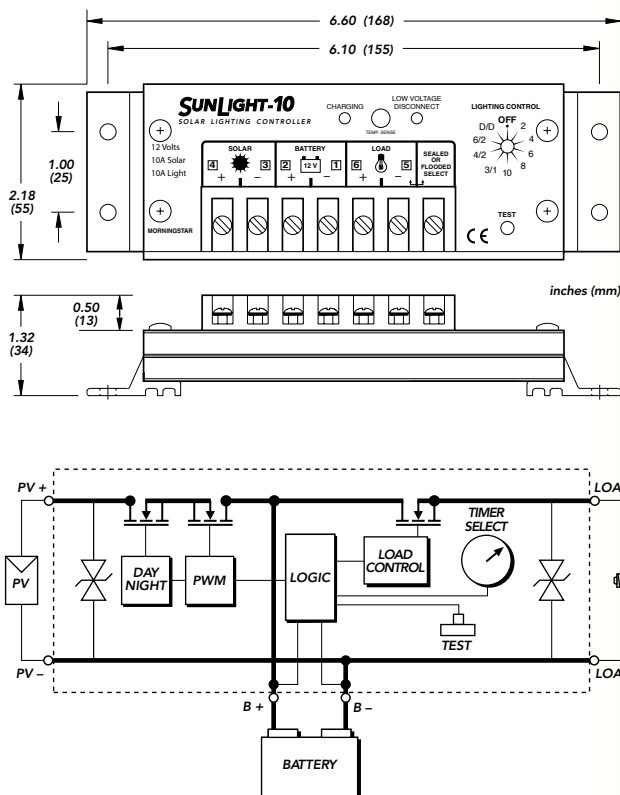 6.60 (168)
6.10 (155)
2.18
(55)
1.00
(25)
SUNLIGHT-10
SOLAR LIGHTING CONTROLLER
12 Volts
10A Solar
10A Light
MORNINGSTAR
CHARGING
LOW VOLTAGE
DISCONNECT
TEMP. SENSE
LIGHTING CONTROL
OFF
D/D 2
6/2 4
4/2 6
3/1 10 8
SOLAR BATTERY LOAD
4 3 2 12 V 1 6 5
+ − + − + −
SEALED
OR
FLOODED
SELECT
TEST
CE
inches (mm)
0.50
(13)
1.32
(34)
PV +
LOA
TIMER
SELECT
PV
DAY
NIGHT
PWM
LOGIC
LOAD
CONTROL
TEST
PV −
LOA
B + B −
BATTERY